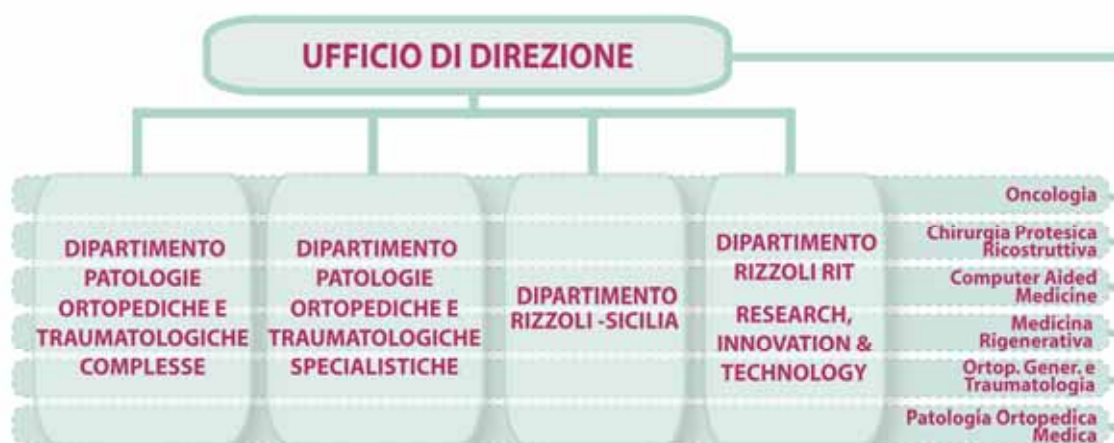 UFFICIO DI DIREZIONE
DIPARTIMENTO
PATOLOGIE
ORTOPEDICHE E
TRAUMATOLOGICHE
COMPLESSE
DIPARTIMENTO
PATOLOGIE
ORTOPEDICHE E
TRAUMATOLOGICHE
SPECIALISTICHE
DIPARTIMENTO
RIZZOLI -SICILIA
DIPARTIMENTO
RIZZOLI RIT
RESEARCH,
INNOVATION &
TECHNOLOGY
Oncologia
Chirurgia Protesica
Ricostruttiva
Computer Aided
Medicine
Medicina
Rigenerativa
Ortop. Gener. e
Traumatologia
Patologia Ortopedica
Medica